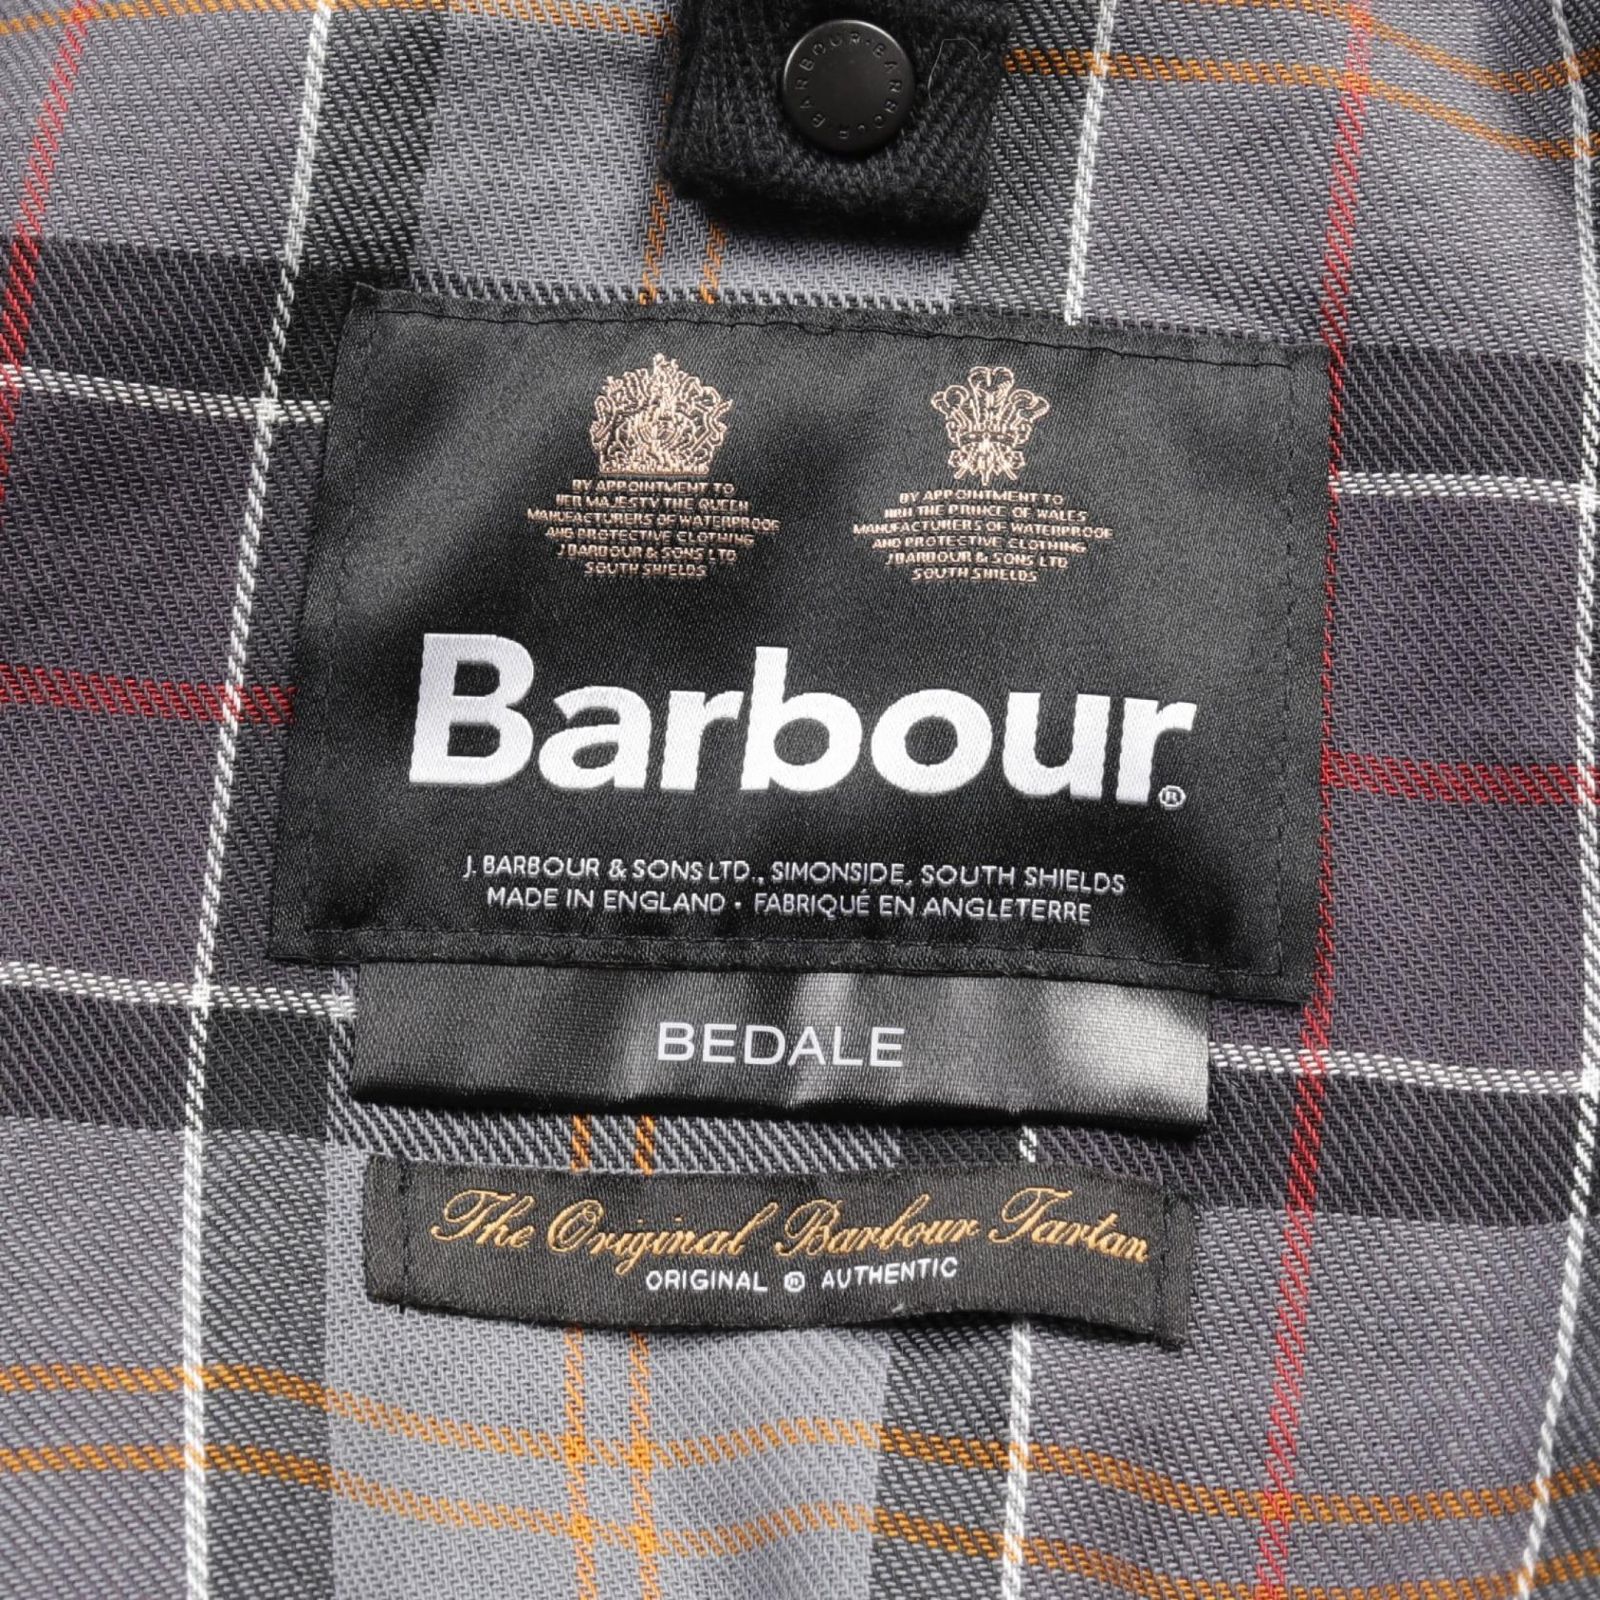 BARBOUR · BARBOUR · BARBOUR
BY APPOINTMENT TO
HER MAJESTY THE QUEEN
MANUFACTURERS OF WATERPROOF
AND PROTECTIVE CLOTHING
J BARBOUR & SONS LTD
SOUTH SHIELDS
BY APPOINTMENT TO
HRH THE PRINCE OF WALES
MANUFACTURERS OF WATERPROOF
AND PROTECTIVE CLOTHING
J BARBOUR & SONS LTD
SOUTH SHIELDS
Barbour®
J. BARBOUR & SONS LTD., SIMONSIDE, SOUTH SHIELDS
MADE IN ENGLAND · FABRIQUÉ EN ANGLETERRE
BEDALE
The Original Barbour Tartan
ORIGINAL ® AUTHENTIC